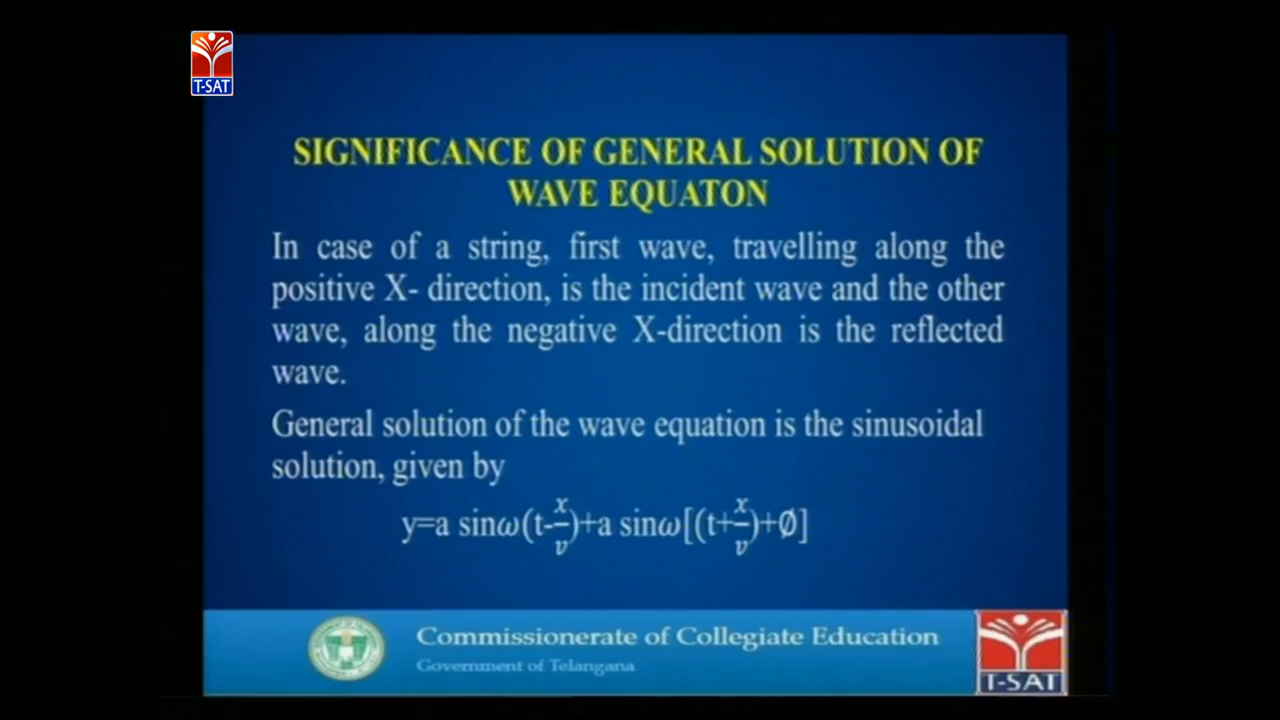 T-SAT
SIGNIFICANCE OF GENERAL SOLUTION OF
WAVE EQUATON
In case of a string, first wave, travelling along the
positive X- direction, is the incident wave and the other
wave, along the negative X-direction is the reflected
wave.
General solution of the wave equation is the sinusoidal
solution, given by
y=a sinω(t-x/v)+a sinω[(t+x/v)+∅]
Commissionerate of Collegiate Education
Government of Telangana
T-SAT